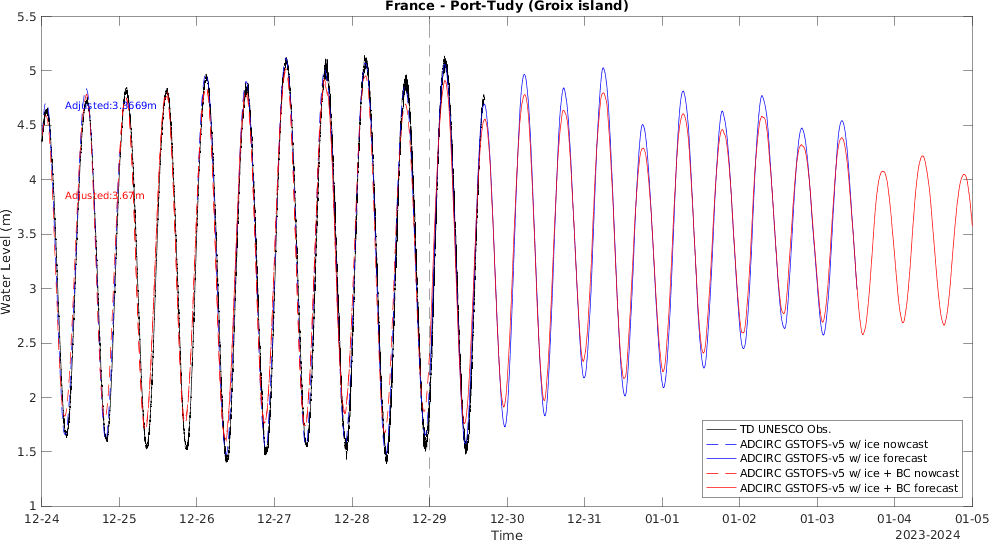 France - Port-Tudy (Groix island)
5.5
5
4.5
4
3.5
3
2.5
2
1.5
1
Water Level (m)
Adjusted:3.3669m
Adjusted:3.67m
TD UNESCO Obs.
ADCIRC GSTOFS-v5 w/ ice nowcast
ADCIRC GSTOFS-v5 w/ ice forecast
ADCIRC GSTOFS-v5 w/ ice + BC nowcast
ADCIRC GSTOFS-v5 w/ ice + BC forecast
12-24 12-25 12-26 12-27 12-28 12-29 12-30 12-31 01-01 01-02 01-03 01-04 01-05
Time
2023-2024